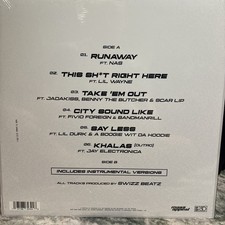 SIDE A
01. RUNAWAY
FT. NAS
02. THIS SH*T RIGHT HERE
FT. LIL WAYNE
03. TAKE 'EM OUT
FT. JADAKISS, BENNY THE BUTCHER & SCAR LIP
04. CITY SOUND LIKE
FT. FIVIO FOREIGN & BANDMANRILL
05. SAY LESS
FT. LIL DURK & A BOOGIE WIT DA HOODIE
06. KHALAS (OUTRO)
FT. JAY ELECTRONICA
SIDE B
INCLUDES INSTRUMENTAL VERSIONS
ALL TRACKS PRODUCED BY SWIZZ BEATZ